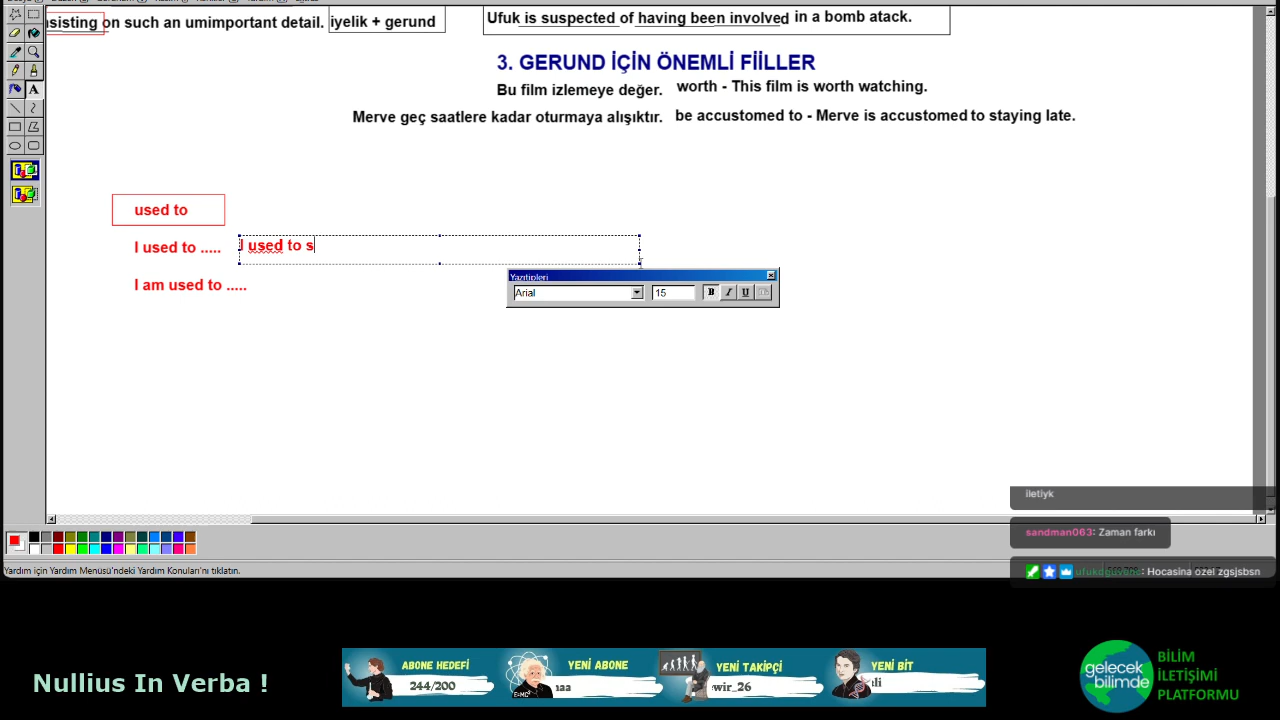 nsisting on such an umimportant detail. iyelik + gerund
Ufuk is suspected of having been involved in a bomb atack.
3. GERUND İÇİN ÖNEMLİ FİİLLER
Bu film izlemeye değer. worth - This film is worth watching.
Merve geç saatlere kadar oturmaya alışıktır. be accustomed to - Merve is accustomed to staying late.
used to
I used to ..... I used to s
I am used to .....
Yazıtipleri
Arial 15 B I U
iletiyk
sandman063: Zaman farkı
Yardım için Yardım Menüsü'ndeki Yardım Konuları'nı tıklatın.
Hocasina ozel zgsjsbsn
Nullius In Verba !
ABONE HEDEFİ
244/200
YENİ ABONE
naa
YENİ TAKİPÇİ
wir_26
YENİ BİT
eli
E=MC²
gelecek bilimde
BİLİM
İLETİŞİMİ
PLATFORMU